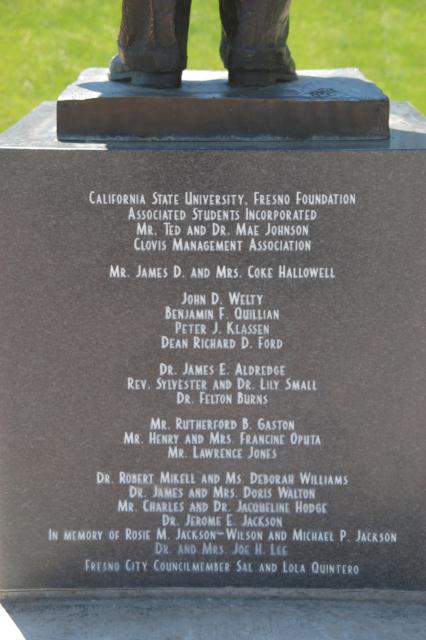 California State University, Fresno Foundation
Associated Students Incorporated
Mr. Ted and Dr. Mae Johnson
Clovis Management Association
Mr. James D. and Mrs. Coke Hallowell
John D. Welty
Benjamin F. Quillian
Peter J. Klassen
Dean Richard D. Ford
Dr. James E. Aldredge
Rev. Sylvester and Dr. Lily Small
Dr. Felton Burns
Mr. Rutherford B. Gaston
Mr. Henry and Mrs. Francine Oputa
Mr. Lawrence Jones
Dr. Robert Mikell and Ms. Deborah Williams
Dr. James and Mrs. Doris Walton
Mr. Charles and Dr. Jacqueline Hodge
Dr. Jerome E. Jackson
In memory of Rosie M. Jackson-Wilson and Michael P. Jackson
Dr. and Mrs. Joe H. Lee
Fresno City Councilmember Sal and Lola Quintero